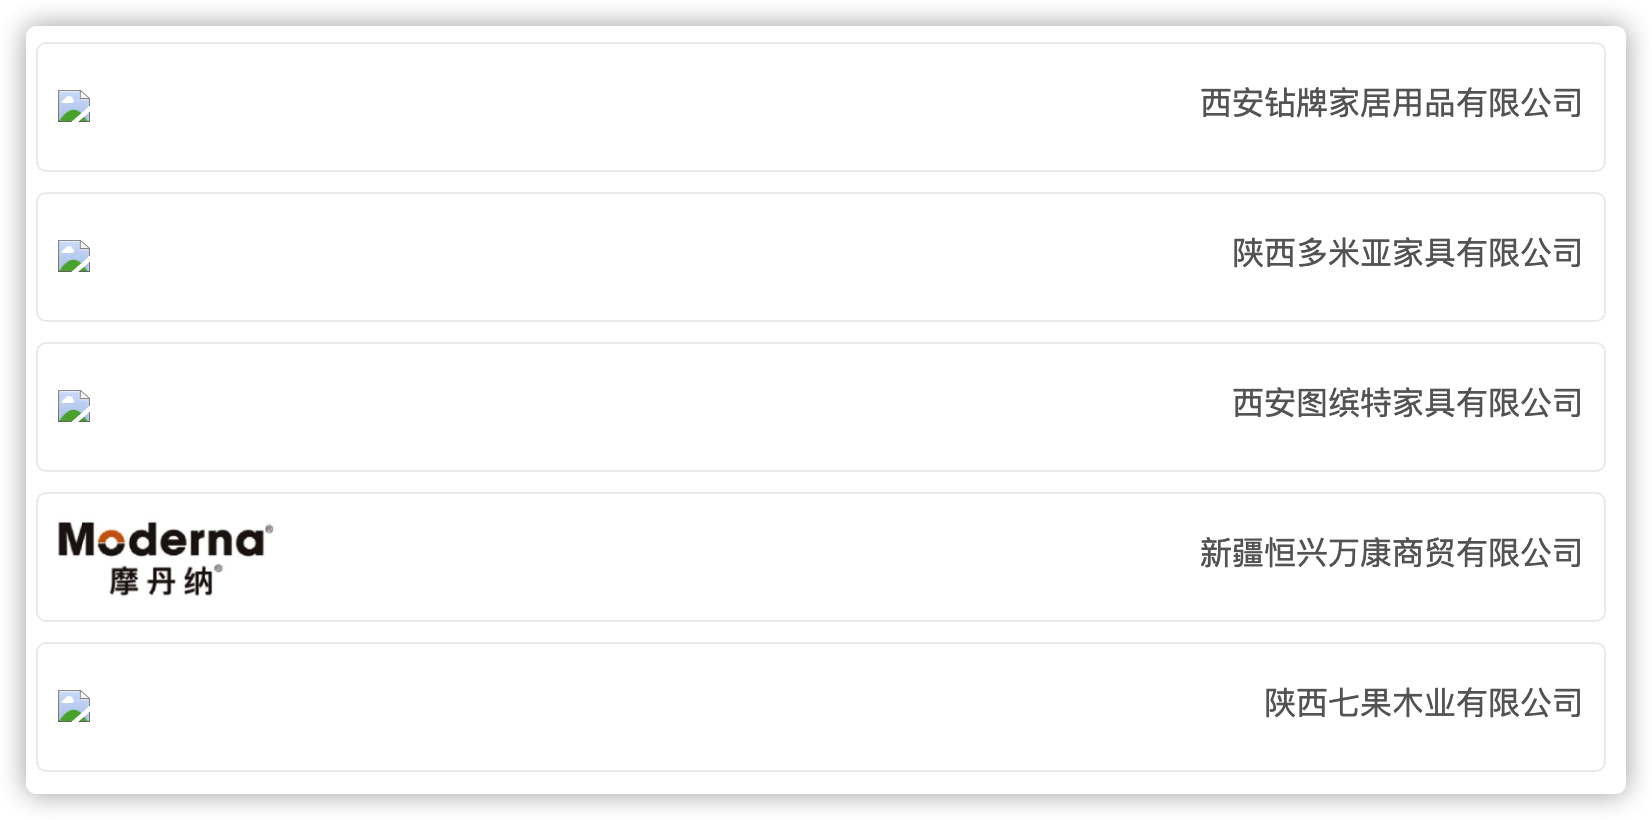 西安钻牌家居用品有限公司
陕西多米亚家具有限公司
西安图缤特家具有限公司
Moderna®
摩丹纳®
新疆恒兴万康商贸有限公司
陕西七果木业有限公司